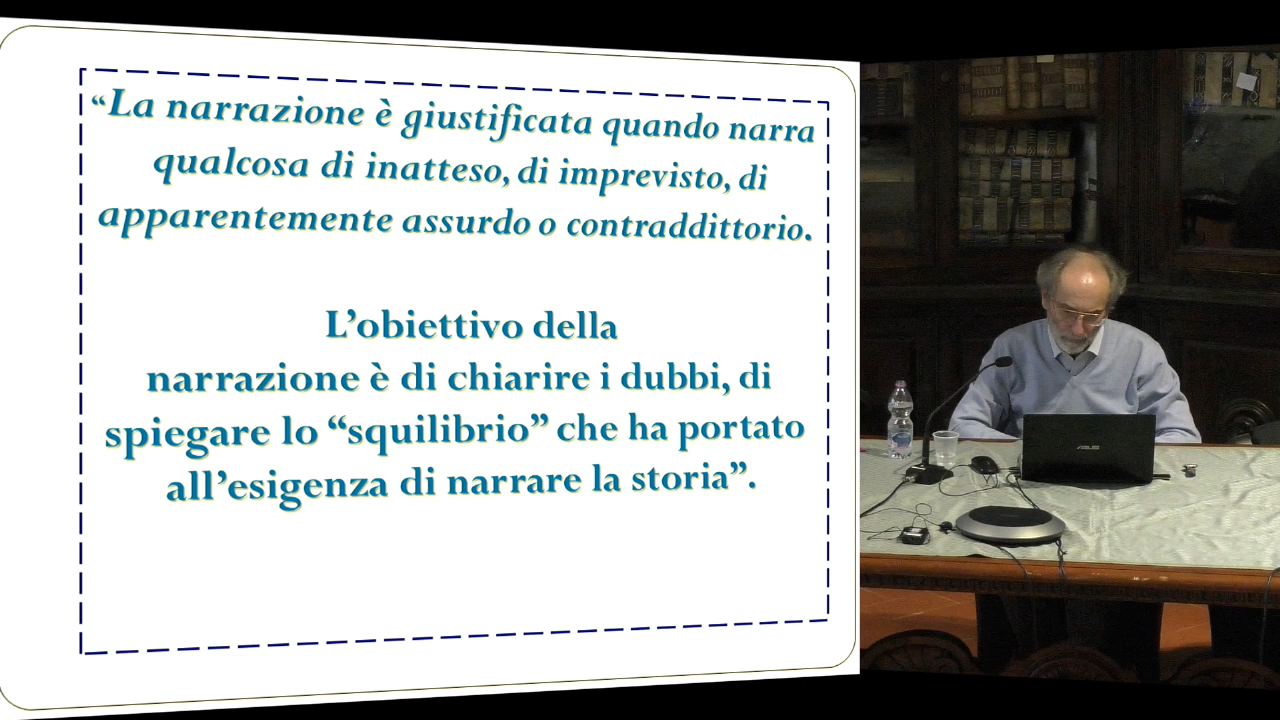 “La narrazione è giustificata quando narra
qualcosa di inatteso, di imprevisto, di
apparentemente assurdo o contraddittorio.
L’obiettivo della
narrazione è di chiarire i dubbi, di
spiegare lo “squilibrio” che ha portato
all’esigenza di narrare la storia”.
ASUS